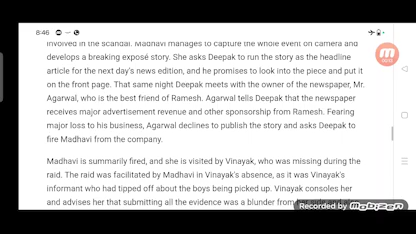 8:46
involved in the scandal. Madhavi manages to capture the whole event on camera and
develops a breaking exposé story. She asks Deepak to run the story as the headline
article for the next day's news edition, and he promises to look into the piece and put it
on the front page. That same night Deepak meets with the owner of the newspaper, Mr.
Agarwal, who is the best friend of Ramesh. Agarwal tells Deepak that the newspaper
receives major advertisement revenue and other sponsorship from Ramesh. Fearing
major loss to his business, Agarwal declines to publish the story and asks Deepak to
fire Madhavi from the company.
Madhavi is summarily fired, and she is visited by Vinayak, who was missing during the
raid. The raid was facilitated by Madhavi in Vinayak's absence, as it was Vinayak's
informant who had tipped off about the boys being picked up. Vinayak consoles her
and advises her that submitting all the evidence was a blunder from her side
Recorded by Mobizen